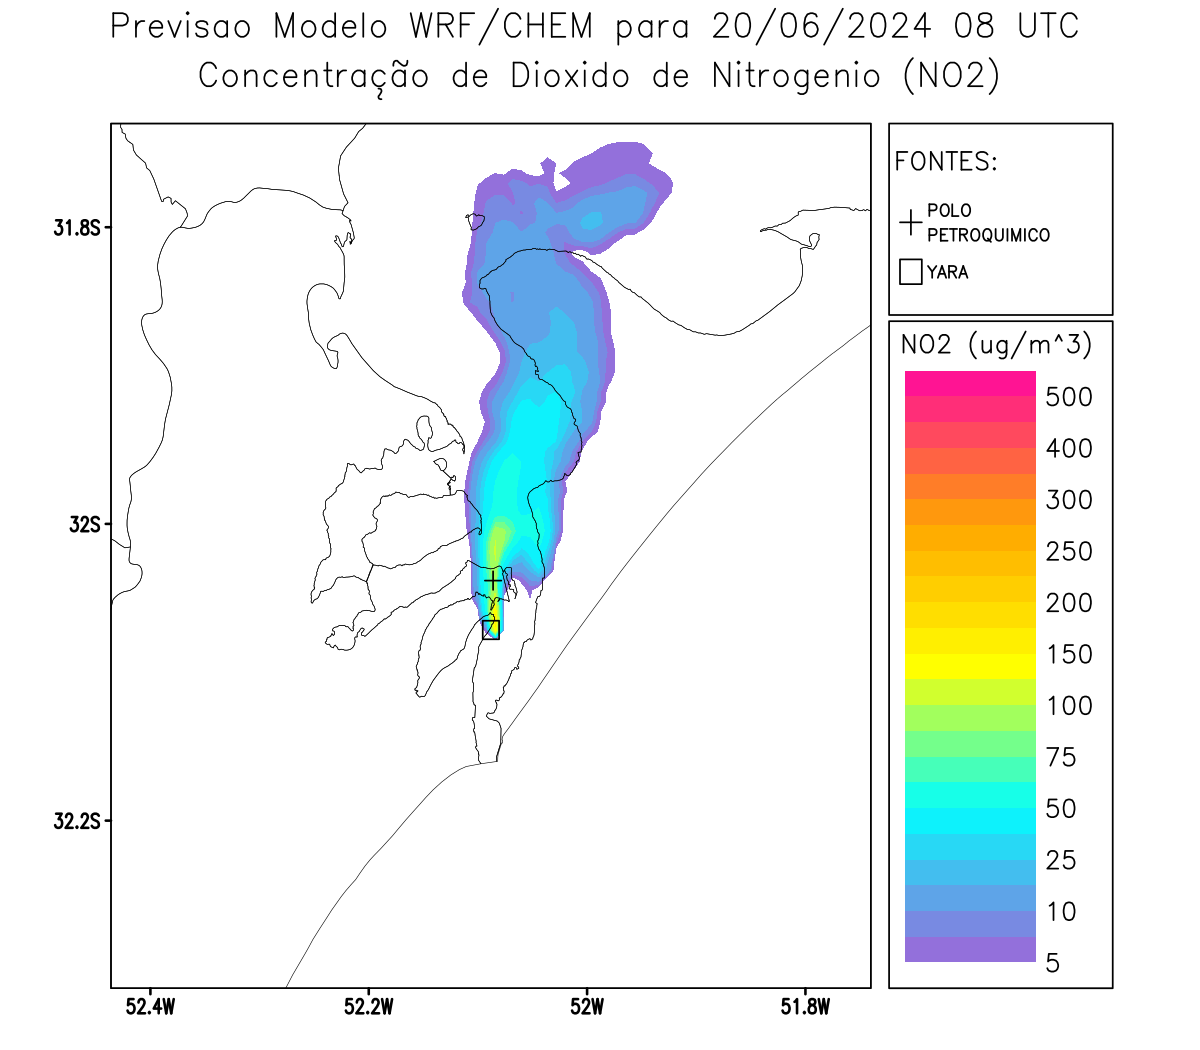 Previsao Modelo WRF/CHEM para 20/06/2024 08 UTC
Concentração de Dioxido de Nitrogenio (NO2)
FONTES:
POLO
PETROQUIMICO
YARA
31.8S
32S
32.2S
52.4W
52.2W
52W
51.8W
NO2 (ug/m^3)
500
400
300
250
200
150
100
75
50
25
10
5